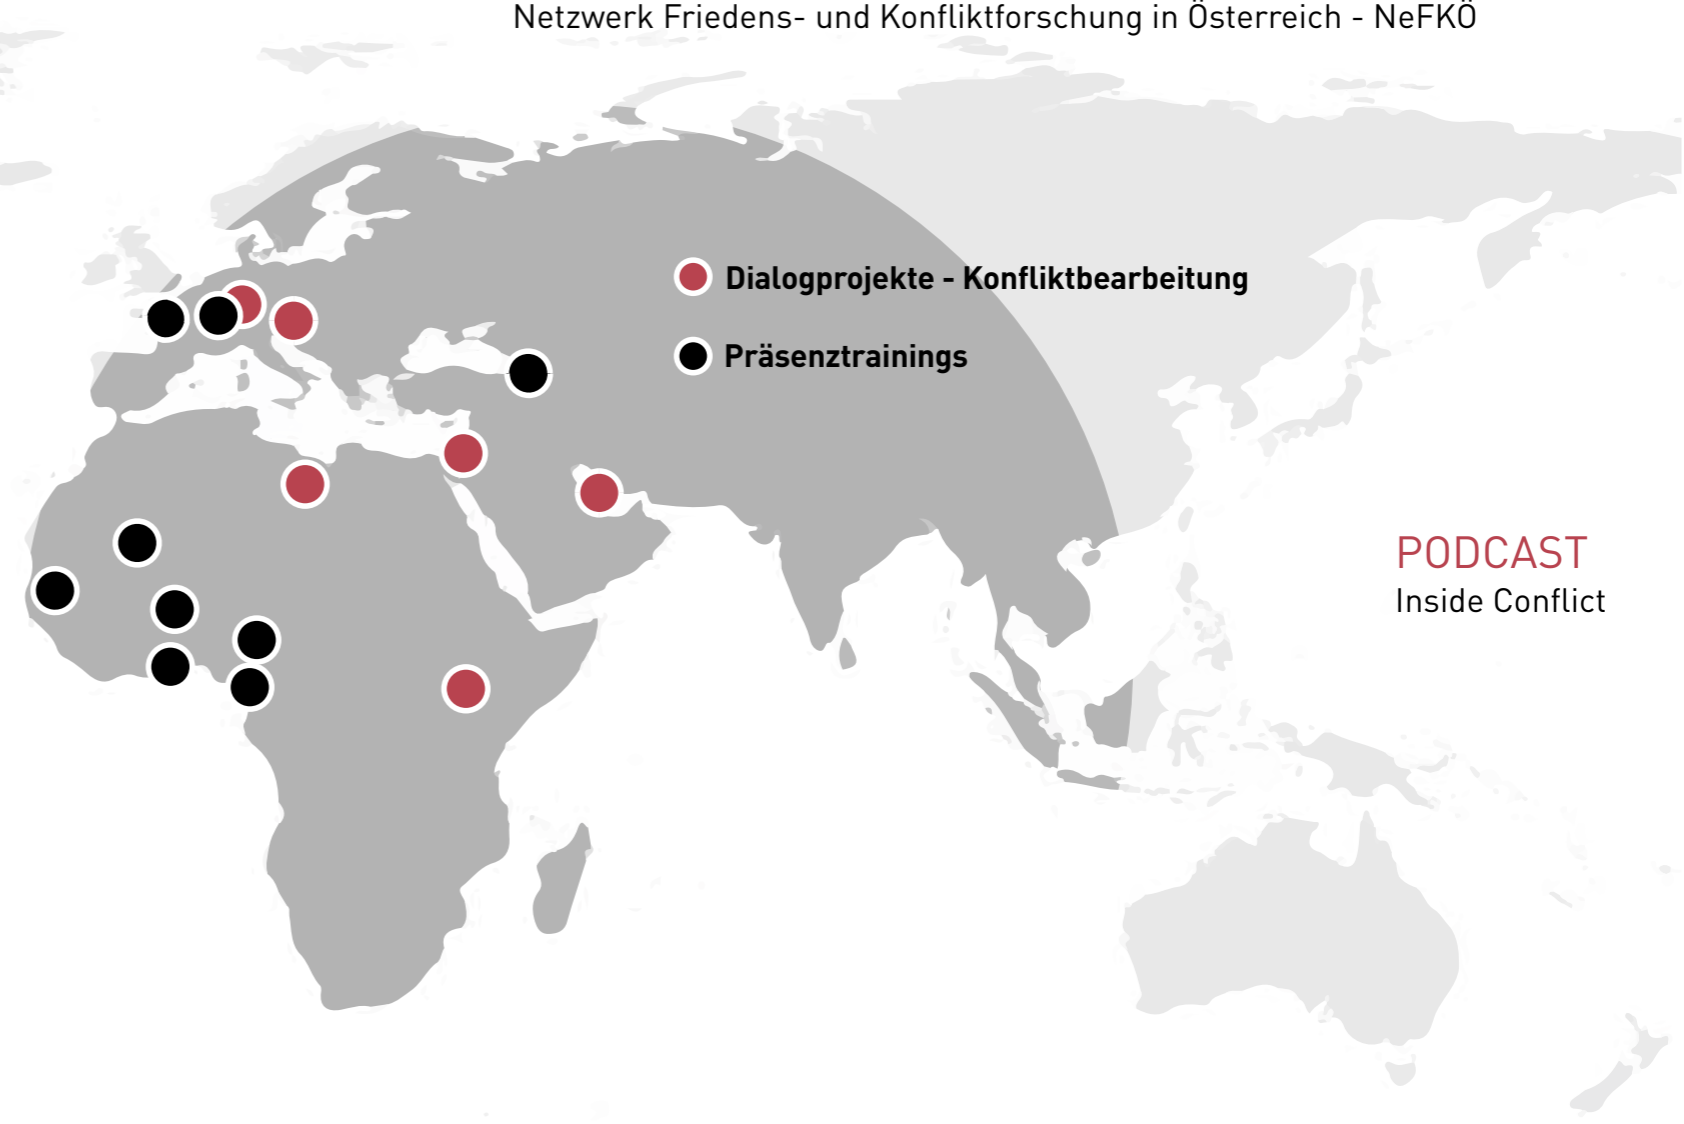 Netzwerk Friedens- und Konfliktforschung in Österreich - NeFKÖ
Dialogprojekte - Konfliktbearbeitung
Präsenztrainings
PODCAST
Inside Conflict